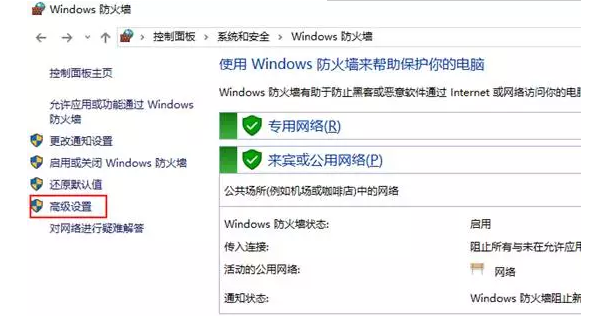 Windows 防火墙
控制面板 › 系统和安全 › Windows 防火墙
控制面板主页
允许应用或功能通过 Windows
防火墙
更改通知设置
启用或关闭 Windows 防火墙
还原默认值
高级设置
对网络进行疑难解答
使用 Windows 防火墙来帮助保护你的电脑
Windows 防火墙有助于防止黑客或恶意软件通过 Internet 或网络访问你的电脑
专用网络(R)
来宾或公用网络(P)
公共场所(例如机场或咖啡店)中的网络
Windows 防火墙状态: 启用
传入连接: 阻止所有与未在允许应用
活动的公用网络: 网络
通知状态: Windows 防火墙阻止新